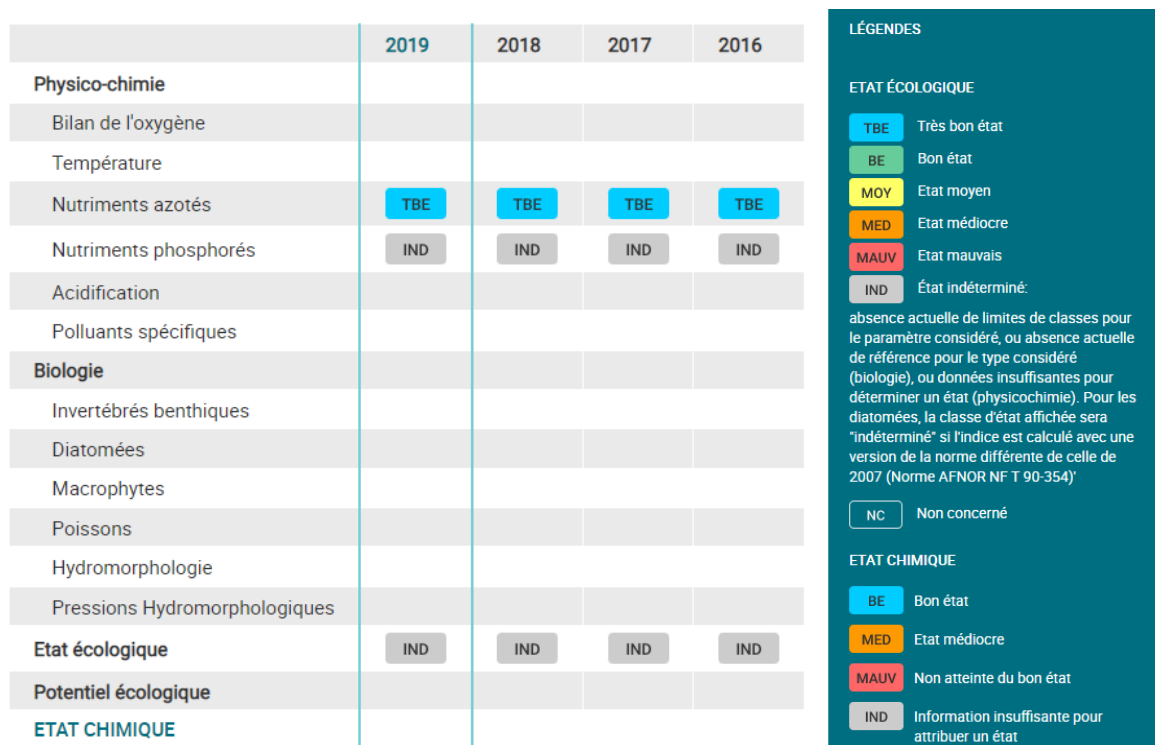 2019 2018 2017 2016
Physico-chimie
Bilan de l'oxygène
Température
Nutriments azotés TBE TBE TBE TBE
Nutriments phosphorés IND IND IND IND
Acidification
Polluants spécifiques
Biologie
Invertébrés benthiques
Diatomées
Macrophytes
Poissons
Hydromorphologie
Pressions Hydromorphologiques
Etat écologique IND IND IND IND
Potentiel écologique
ETAT CHIMIQUE
LÉGENDES
ETAT ÉCOLOGIQUE
TBE Très bon état
BE Bon état
MOY Etat moyen
MED Etat médiocre
MAUV Etat mauvais
IND État indéterminé:
absence actuelle de limites de classes pour
le paramètre considéré, ou absence actuelle
de référence pour le type considéré
(biologie), ou données insuffisantes pour
déterminer un état (physicochimie). Pour les
diatomées, la classe d'état affichée sera
"indéterminé" si l'indice est calculé avec une
version de la norme différente de celle de
2007 (Norme AFNOR NF T 90-354)'
NC Non concerné
ETAT CHIMIQUE
BE Bon état
MED Etat médiocre
MAUV Non atteinte du bon état
IND Information insuffisante pour
attribuer un état